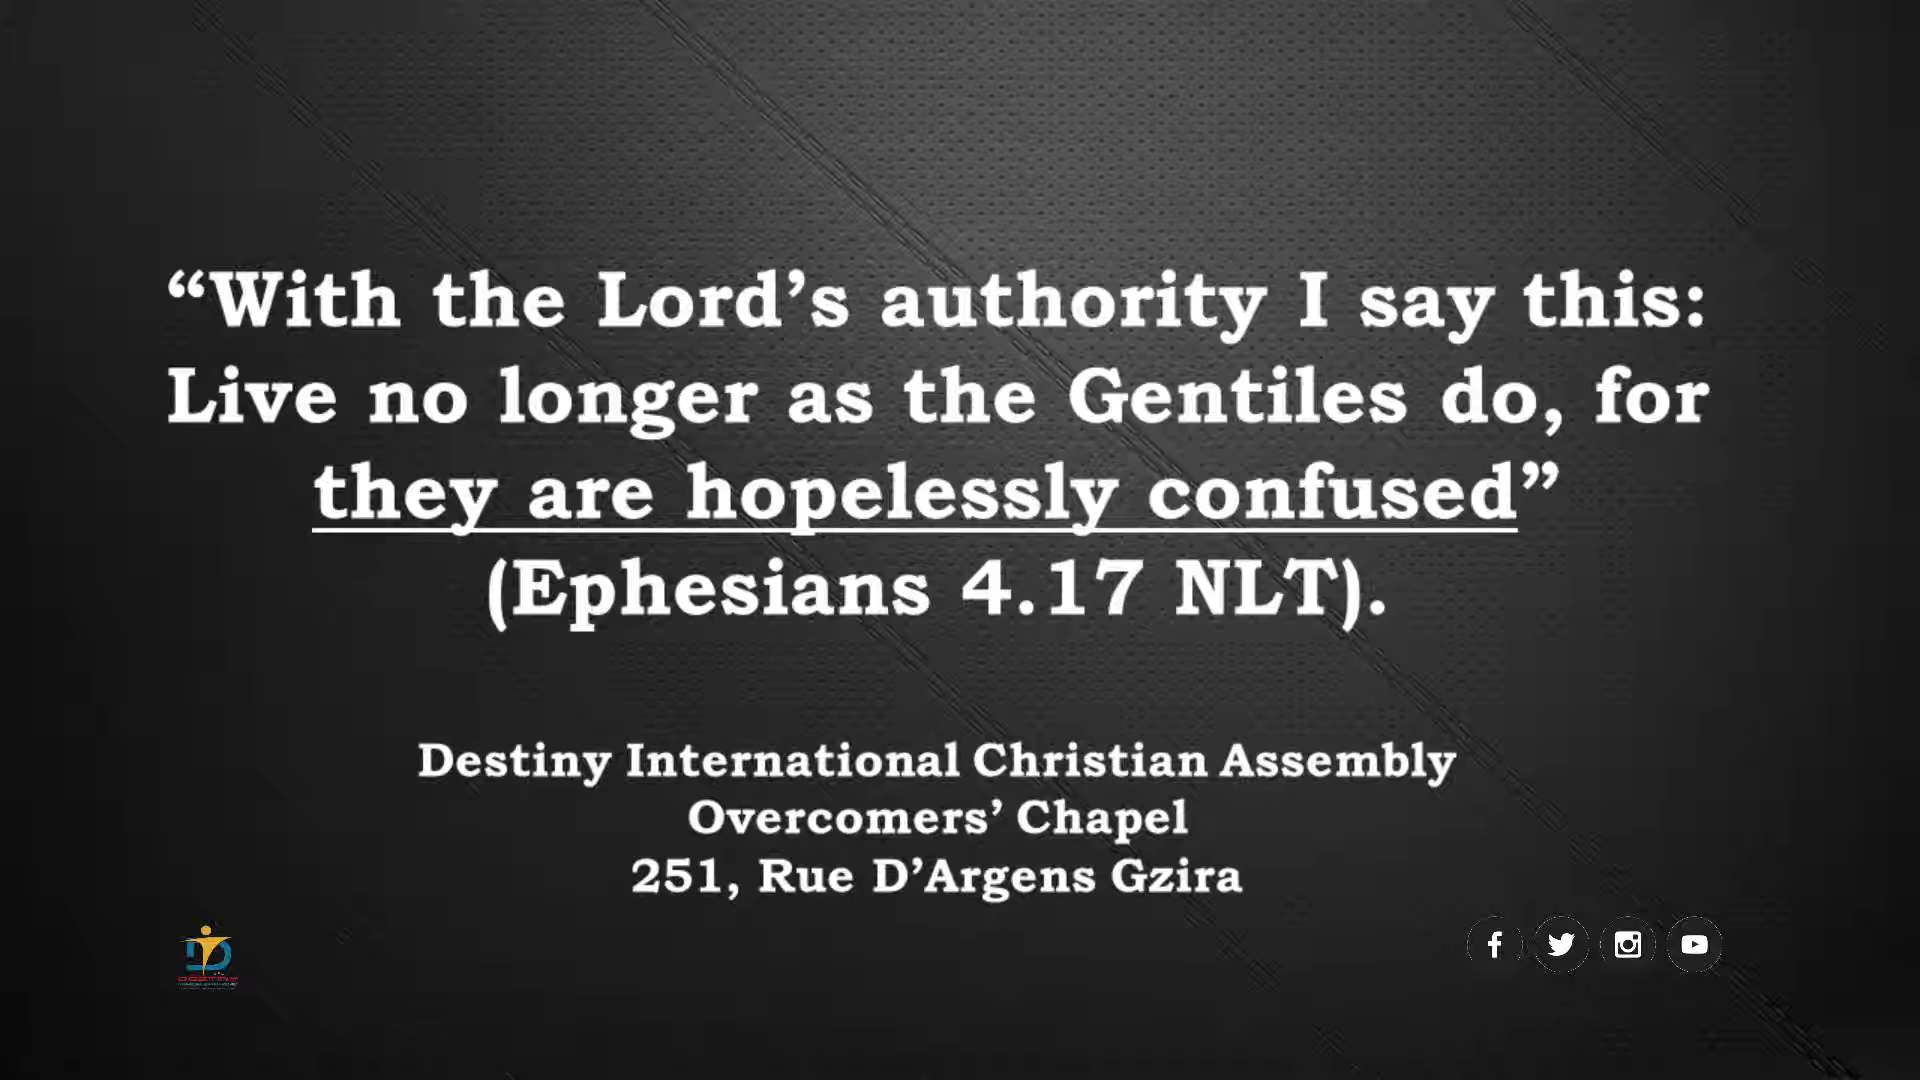 “With the Lord’s authority I say this:
Live no longer as the Gentiles do, for
they are hopelessly confused”
(Ephesians 4.17 NLT).
Destiny International Christian Assembly
Overcomers’ Chapel
251, Rue D’Argens Gzira
DESTINY